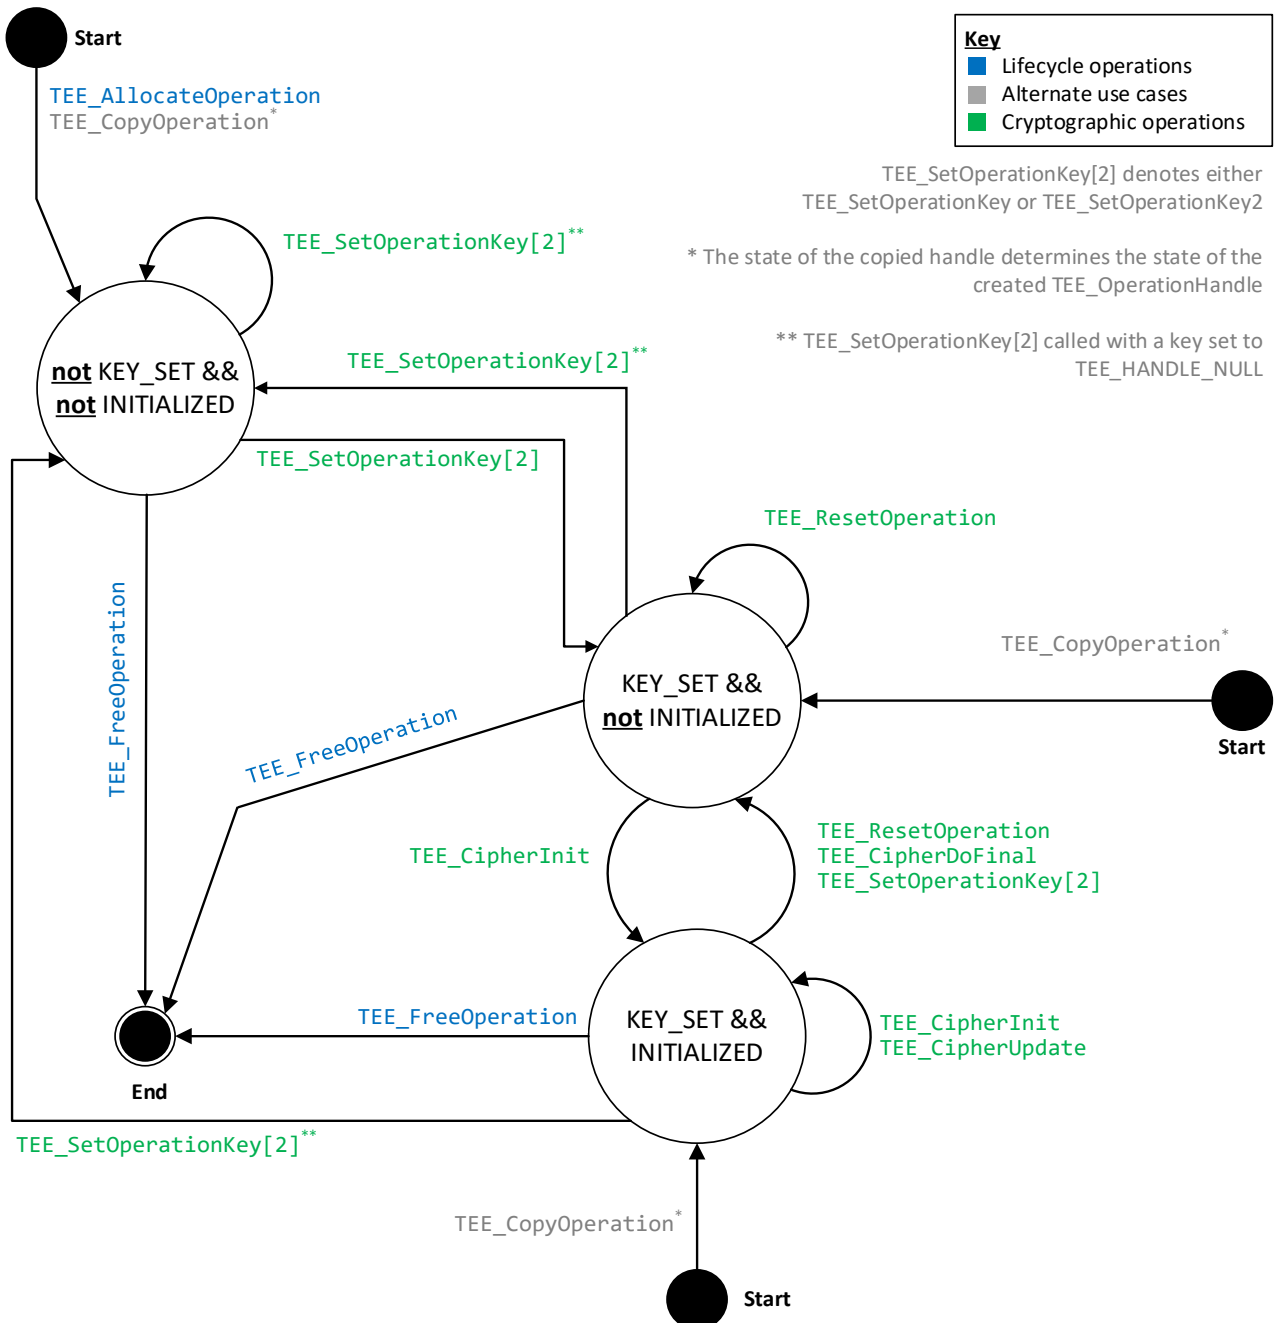 Start
TEE_AllocateOperation
TEE_CopyOperation*
Key
Lifecycle operations
Alternate use cases
Cryptographic operations
TEE_SetOperationKey[2] denotes either
TEE_SetOperationKey or TEE_SetOperationKey2
* The state of the copied handle determines the state of the
created TEE_OperationHandle
** TEE_SetOperationKey[2] called with a key set to
TEE_HANDLE_NULL
TEE_SetOperationKey[2]**
TEE_SetOperationKey[2]**
not KEY_SET &&
not INITIALIZED
TEE_SetOperationKey[2]
TEE_ResetOperation
TEE_FreeOperation
TEE_CopyOperation*
KEY_SET &&
not INITIALIZED
Start
TEE_FreeOperation
TEE_CipherInit
TEE_ResetOperation
TEE_CipherDoFinal
TEE_SetOperationKey[2]
TEE_FreeOperation
KEY_SET &&
INITIALIZED
TEE_CipherInit
TEE_CipherUpdate
End
TEE_SetOperationKey[2]**
TEE_CopyOperation*
Start